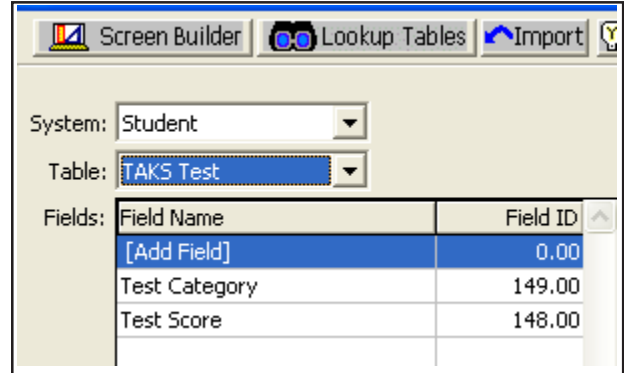 Screen Builder Lookup Tables Import
System: Student
Table: TAKS Test
Fields: Field Name Field ID
[Add Field] 0.00
Test Category 149.00
Test Score 148.00